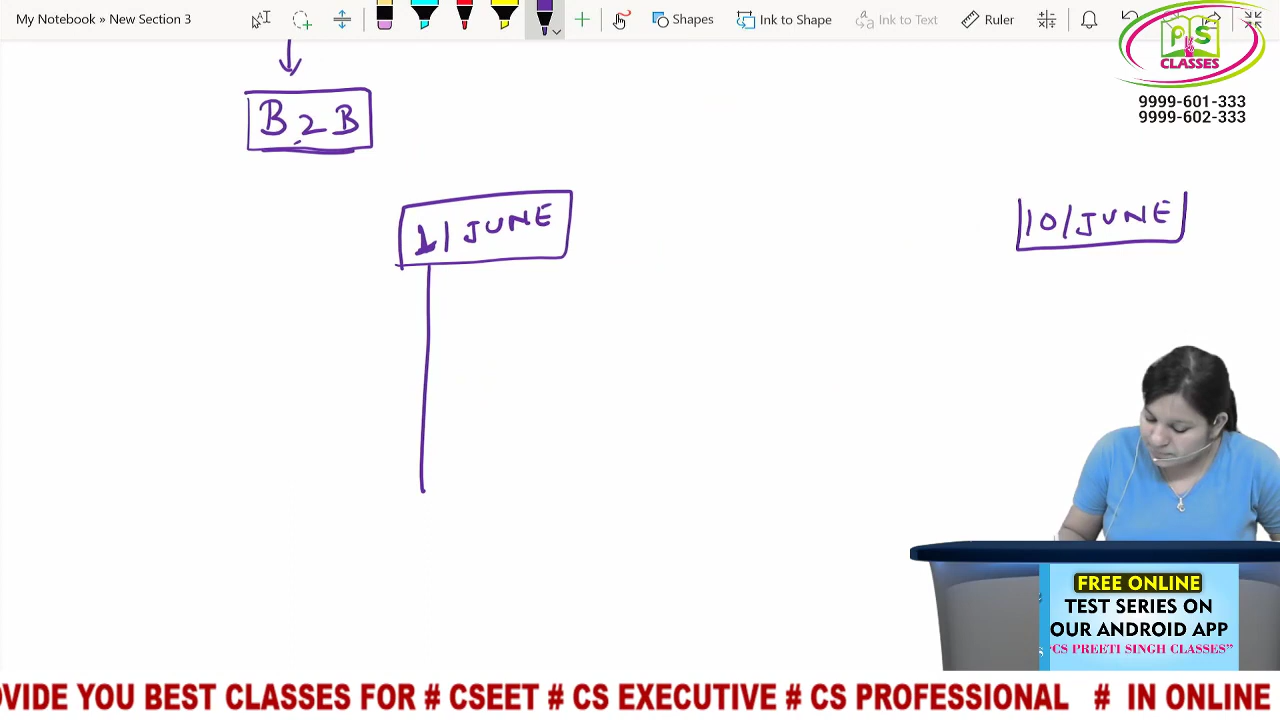 My Notebook » New Section 3
Shapes
Ink to Shape
Ink to Text
Ruler
PS
CLASSES
9999-601-333
9999-602-333
B2B
1/JUNE
10/JUNE
FREE ONLINE
TEST SERIES ON
OUR ANDROID APP
"CS PREETI SINGH CLASSES"
OVIDE YOU BEST CLASSES FOR # CSEET # CS EXECUTIVE # CS PROFESSIONAL # IN ONLINE